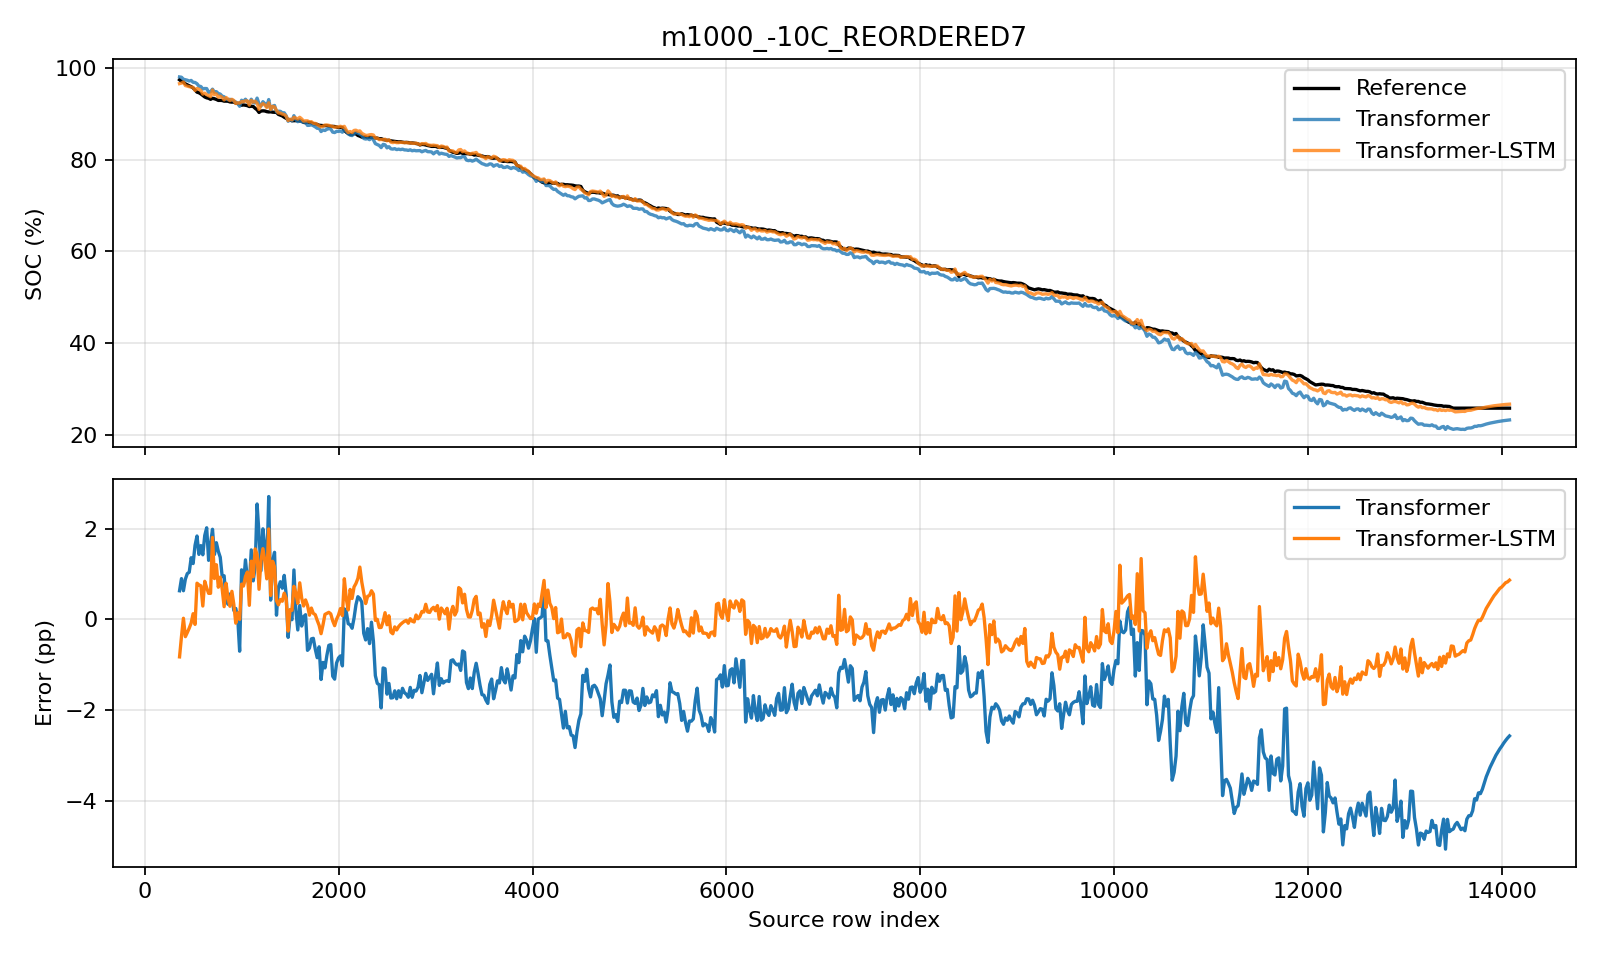 m1000_-10C_REORDERED7
100
80
60
40
20
SOC (%)
Reference
Transformer
Transformer-LSTM
2
0
−2
−4
Error (pp)
Transformer
Transformer-LSTM
0
2000
4000
6000
8000
10000
12000
14000
Source row index